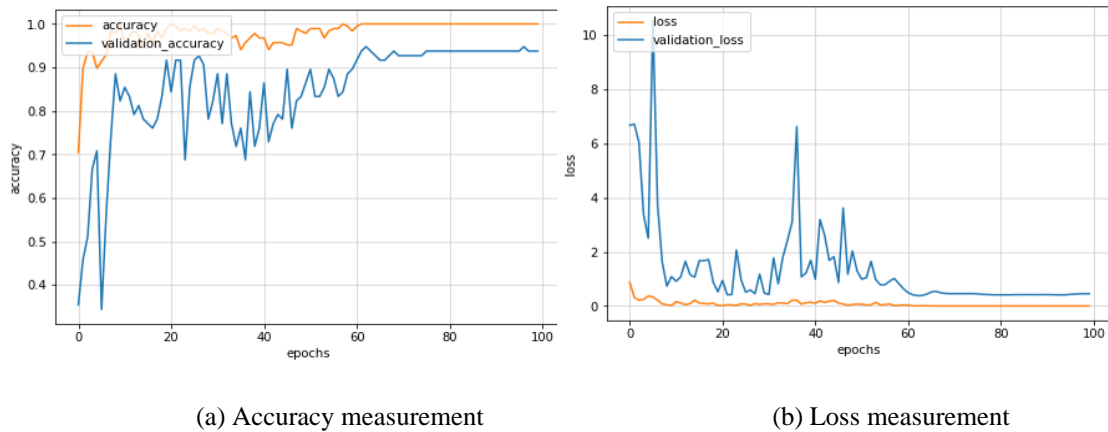 1.0
0.9
0.8
0.7
0.6
0.5
0.4
accuracy
accuracy
validation_accuracy
0
20
40
60
80
100
epochs
10
8
6
4
2
0
loss
loss
validation_loss
0
20
40
60
80
100
epochs
(a) Accuracy measurement
(b) Loss measurement